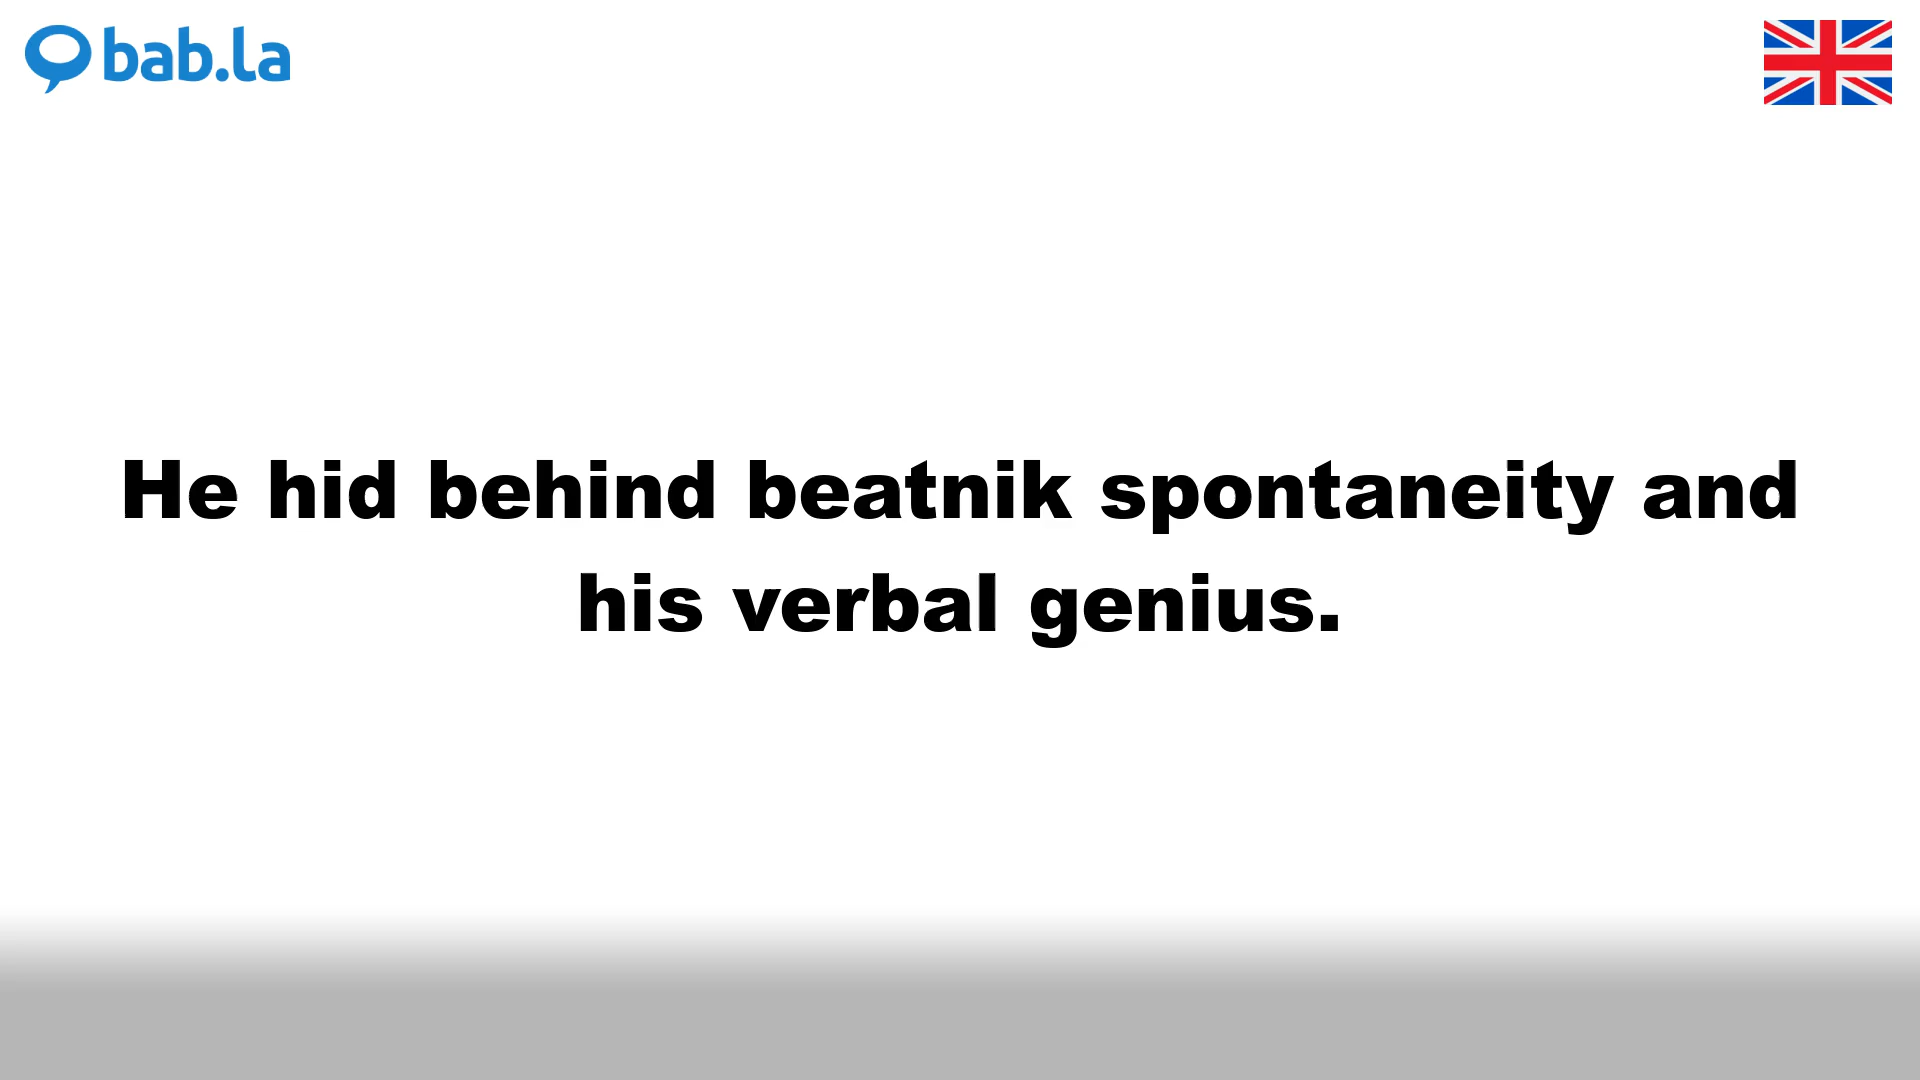 bab.la
He hid behind beatnik spontaneity and
his verbal genius.